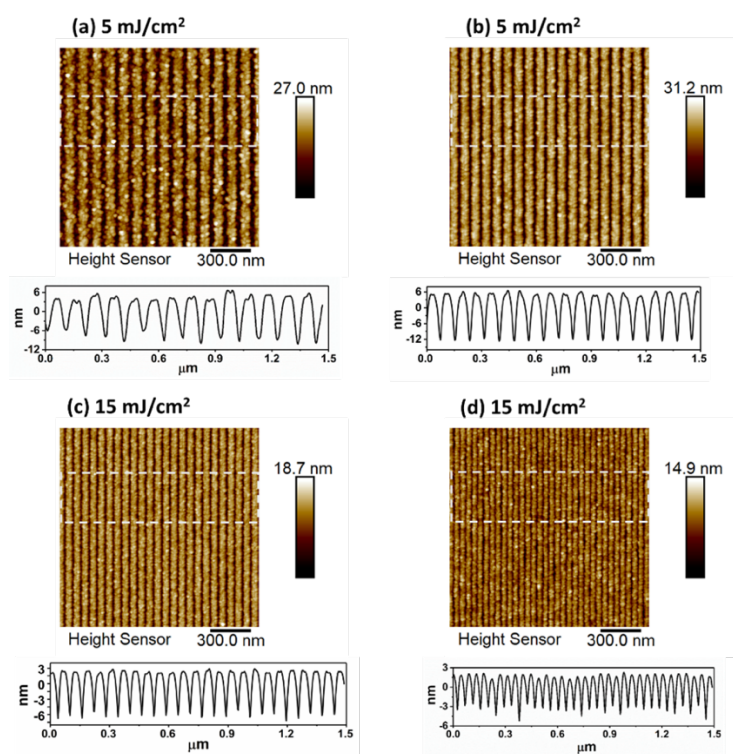 (a) 5 mJ/cm²
27.0 nm
Height Sensor
300.0 nm
nm
6
0
-6
-12
0.0 0.3 0.6 0.9 1.2 1.5
μm
(b) 5 mJ/cm²
31.2 nm
Height Sensor
300.0 nm
nm
6
0
-6
-12
0.0 0.3 0.6 0.9 1.2 1.5
μm
(c) 15 mJ/cm²
18.7 nm
Height Sensor
300.0 nm
nm
3
0
-3
-6
0.0 0.3 0.6 0.9 1.2 1.5
μm
(d) 15 mJ/cm²
14.9 nm
Height Sensor
300.0 nm
nm
3
0
-3
-6
0.0 0.3 0.6 0.9 1.2 1.5
μm